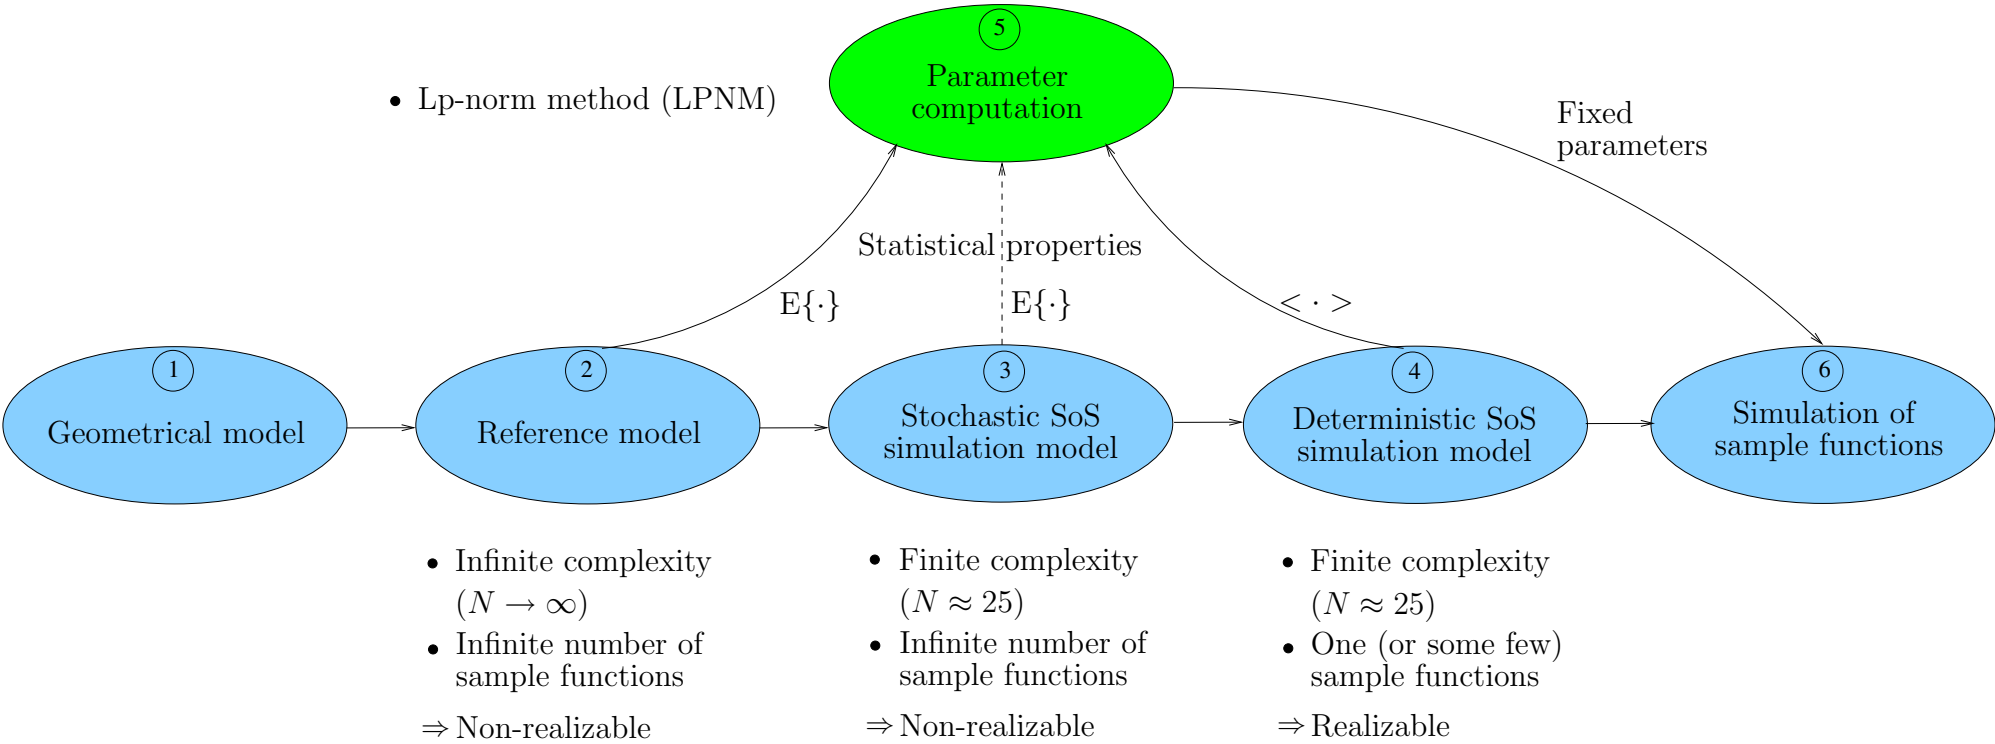 5
Parameter
computation
• Lp-norm method (LPNM)
Fixed
parameters
Statistical properties
E{·}
E{·}
< · >
1
Geometrical model
2
Reference model
3
Stochastic SoS
simulation model
4
Deterministic SoS
simulation model
6
Simulation of
sample functions
• Infinite complexity
(N → ∞)
• Infinite number of
sample functions
⇒ Non-realizable
• Finite complexity
(N ≈ 25)
• Infinite number of
sample functions
⇒ Non-realizable
• Finite complexity
(N ≈ 25)
• One (or some few)
sample functions
⇒ Realizable